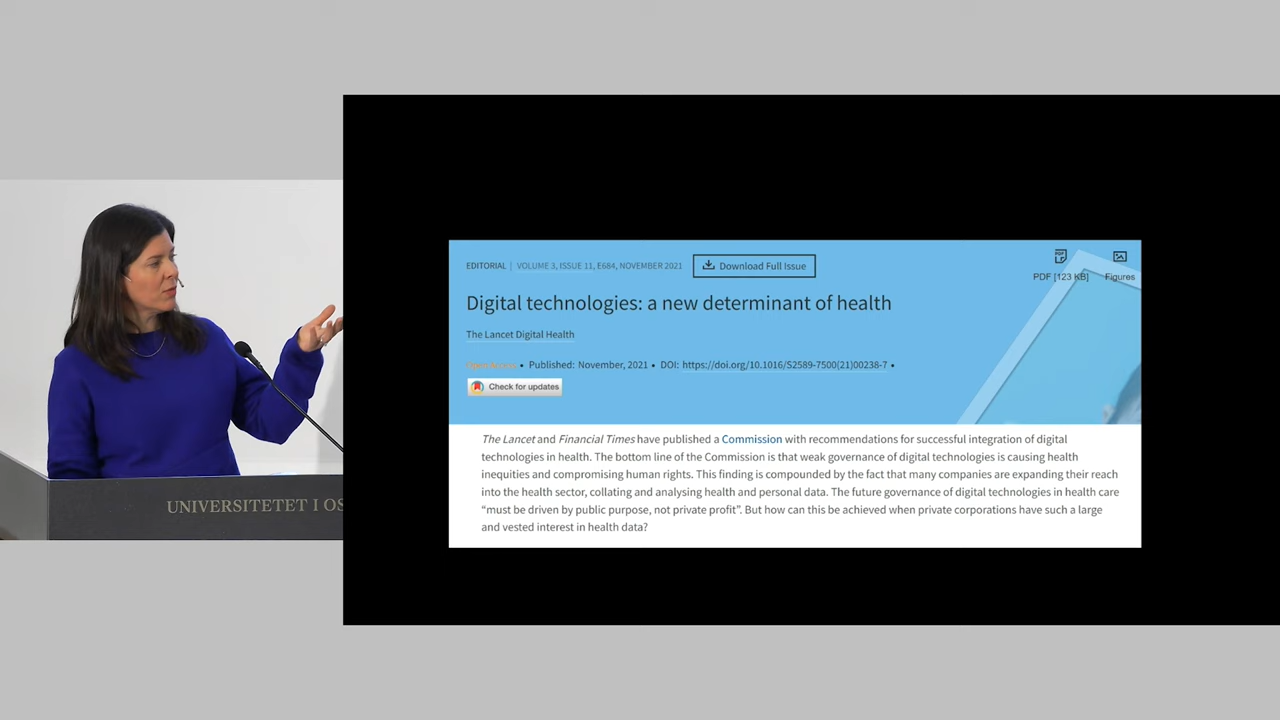 EDITORIAL | VOLUME 3, ISSUE 11, E684, NOVEMBER 2021
Download Full Issue
PDF
PDF [123 KB]
Figures
Digital technologies: a new determinant of health
The Lancet Digital Health
Open Access • Published: November, 2021 • DOI: https://doi.org/10.1016/S2589-7500(21)00238-7 •
Check for updates
The Lancet and Financial Times have published a Commission with recommendations for successful integration of digital
technologies in health. The bottom line of the Commission is that weak governance of digital technologies is causing health
inequities and compromising human rights. This finding is compounded by the fact that many companies are expanding their reach
into the health sector, collating and analysing health and personal data. The future governance of digital technologies in health care
“must be driven by public purpose, not private profit”. But how can this be achieved when private corporations have such a large
and vested interest in health data?
UNIVERSITETET I OS